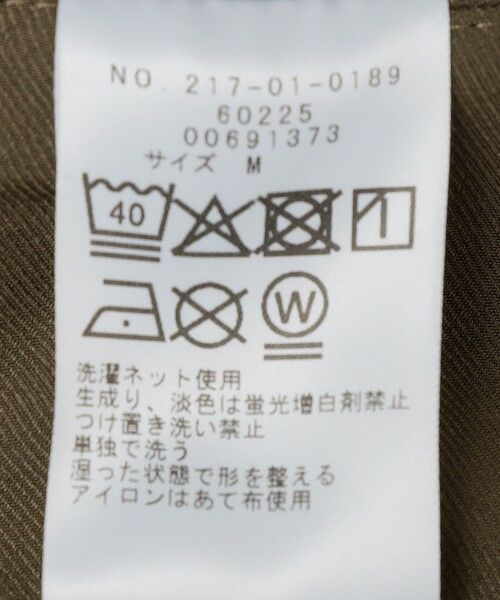 NO. 217-01-0189
60225
00691373
サイズ M
40
W
洗濯ネット使用
生成り、淡色は蛍光増白剤禁止
つけ置き洗い禁止
単独で洗う
湿った状態で形を整える
アイロンはあて布使用